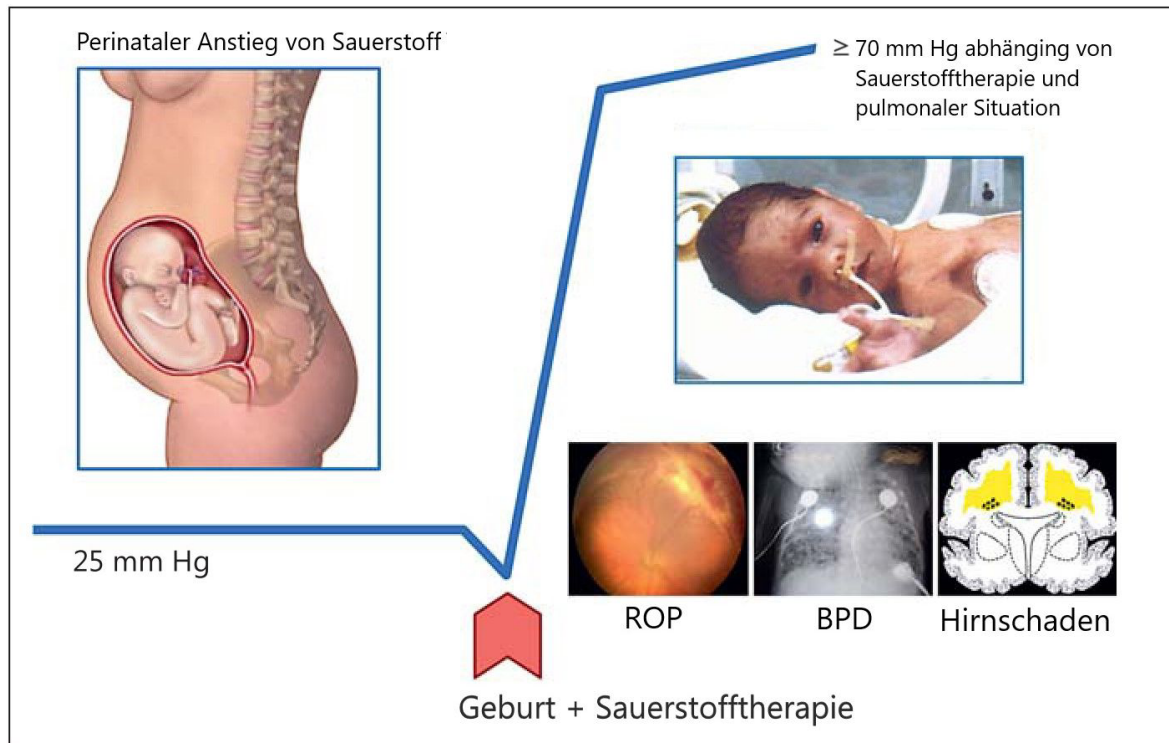 Perinataler Anstieg von Sauerstoff
≥ 70 mm Hg abhänging von
Sauerstofftherapie und
pulmonaler Situation
25 mm Hg
ROP
BPD
Hirnschaden
Geburt + Sauerstofftherapie